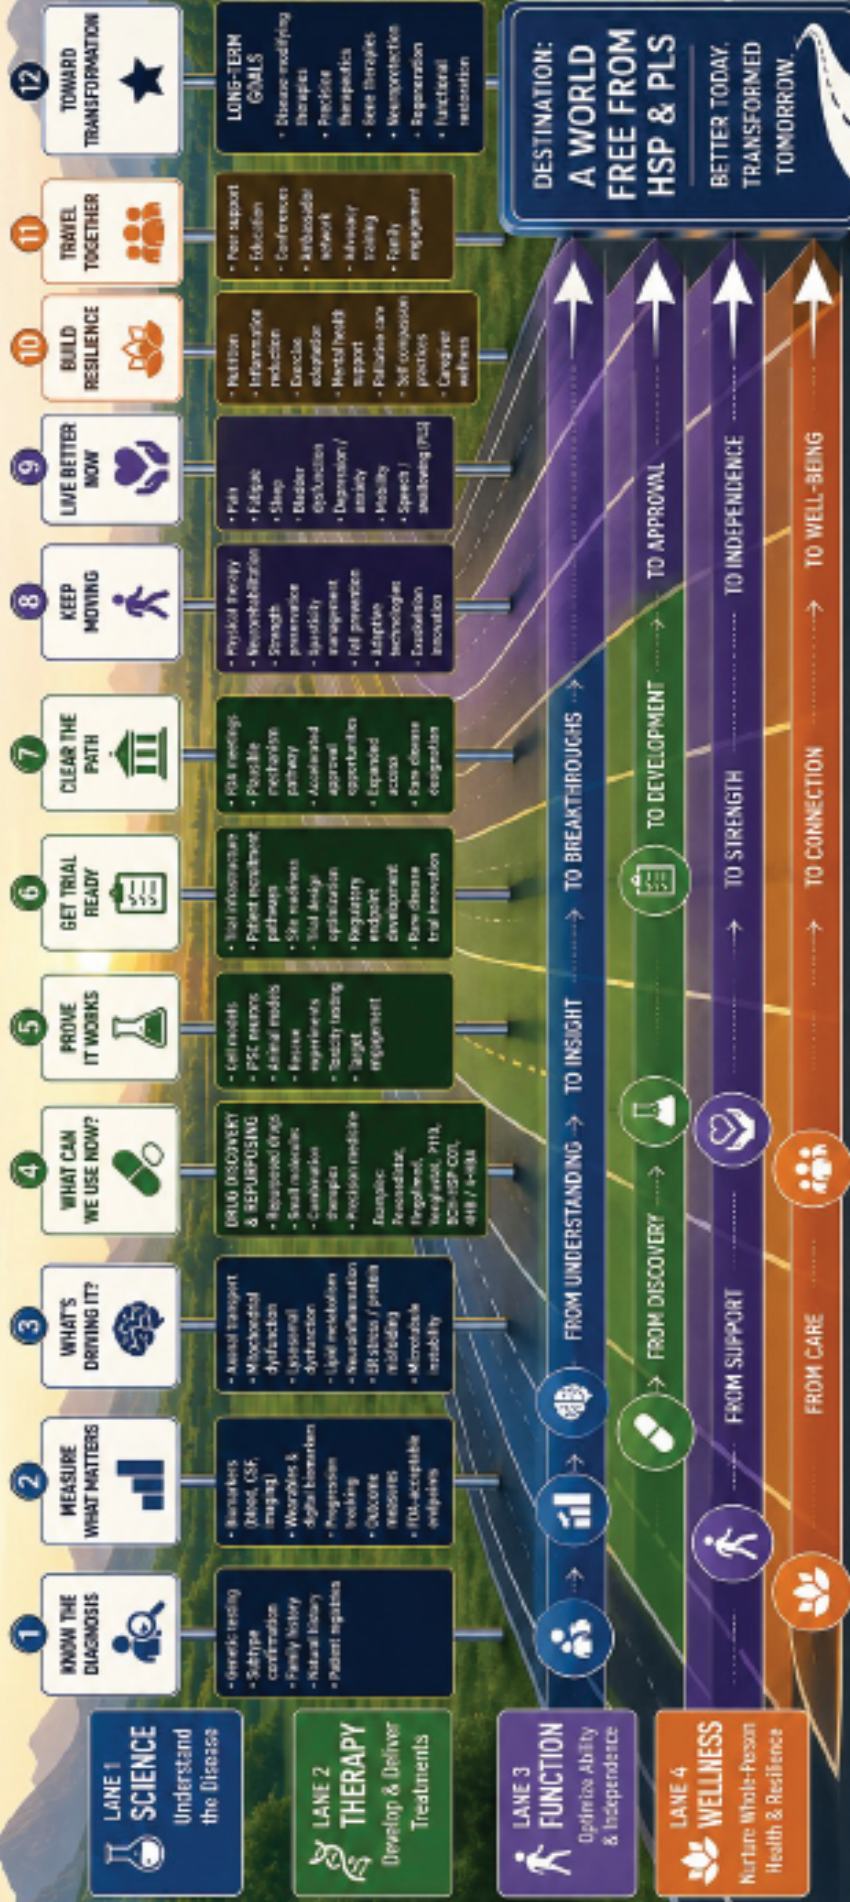 LANE 1
SCIENCE
Understand
the Disease
LANE 2
THERAPY
Develop & Deliver
Treatments
LANE 3
FUNCTION
Optimize Ability
& Independence
LANE 4
WELLNESS
Nurture Whole-Person
Health & Resilience
1
KNOW THE
DIAGNOSIS
• Genetic testing
• Subtype
confirmation
• Family history
• Natural history
• Patient registries
2
MEASURE
WHAT MATTERS
• Biomarkers
(blood, CSF,
imaging)
• Wearables &
digital biomarkers
• Progression
tracking
• Outcome
measures
• FDA-acceptable
endpoints
3
WHAT'S
DRIVING IT?
• Axonal transport
• Mitochondrial
dysfunction
• Lysosomal
dysfunction
• Lipid metabolism
• Neuroinflammation
• ER stress / protein
misfolding
• Microtubule
instability
4
WHAT CAN
WE USE NOW?
DRUG DISCOVERY
& REPURPOSING
• Repurposed drugs
• Small molecules
• Combination
therapies
• Precision medicine
Examples:
Miglustat,
5
PROVE
IT WORKS
• Cell models
• iPSC neurons
• Animal models
• Rescue
experiments
• Toxicity testing
• Target
engagement
6
GET TRIAL
READY
• Trial infrastructure
• Patient recruitment
pathways
• Site readiness
• Trial design
optimization
• Regulatory
endpoint
development
• Rare disease
trial innovation
7
CLEAR THE
PATH
• FDA meetings
• Plausible
mechanism
pathway
• Accelerated
approval
opportunities
• Expanded
access
• Rare disease
designation
8
KEEP
MOVING
• Physical therapy
• Neurorehabilitation
• Strength
preservation
• Spasticity
management
• Fall prevention
• Adaptive
technologies
• Exoskeleton
innovation
9
LIVE BETTER
NOW
• Pain
• Fatigue
• Sleep
• Bladder
dysfunction
• Depression /
anxiety
• Mobility
• Speech /
swallowing (PLS)
10
BUILD
RESILIENCE
• Nutrition
• Inflammation
reduction
• Exercise
adaptation
• Mental health
support
• Palliative care
• Self compassion
practices
• Caregiver
wellness
11
TRAVEL
TOGETHER
• Peer support
• Education
• Conferences
• Ambassador
network
• Advocacy
training
• Family
engagement
12
TOWARD
TRANSFORMATION
LONG-TERM
GOALS
• Disease-modifying
therapies
• Precision
therapeutics
• Gene therapies
• Neuroprotection
• Regeneration
• Functional
restoration
FROM UNDERSTANDING → TO INSIGHT → TO BREAKTHROUGHS →
FROM DISCOVERY → TO DEVELOPMENT → TO APPROVAL
FROM SUPPORT → TO STRENGTH → TO INDEPENDENCE
FROM CARE → TO CONNECTION → TO WELL-BEING
DESTINATION:
A WORLD
FREE FROM
HSP & PLS
BETTER TODAY.
TRANSFORMED
TOMORROW.